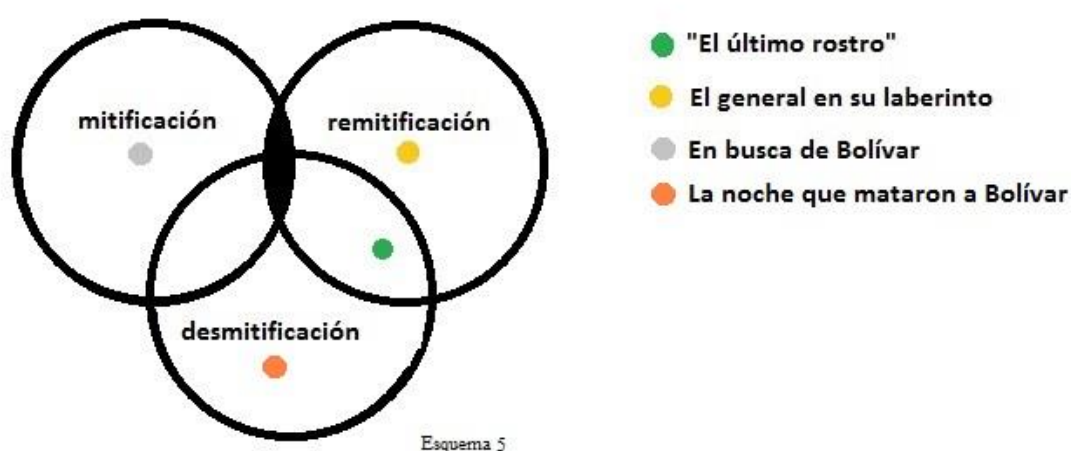 mitificación
remitificación
desmitificación
"El último rostro"
El general en su laberinto
En busca de Bolívar
La noche que mataron a Bolívar
Esquema 5